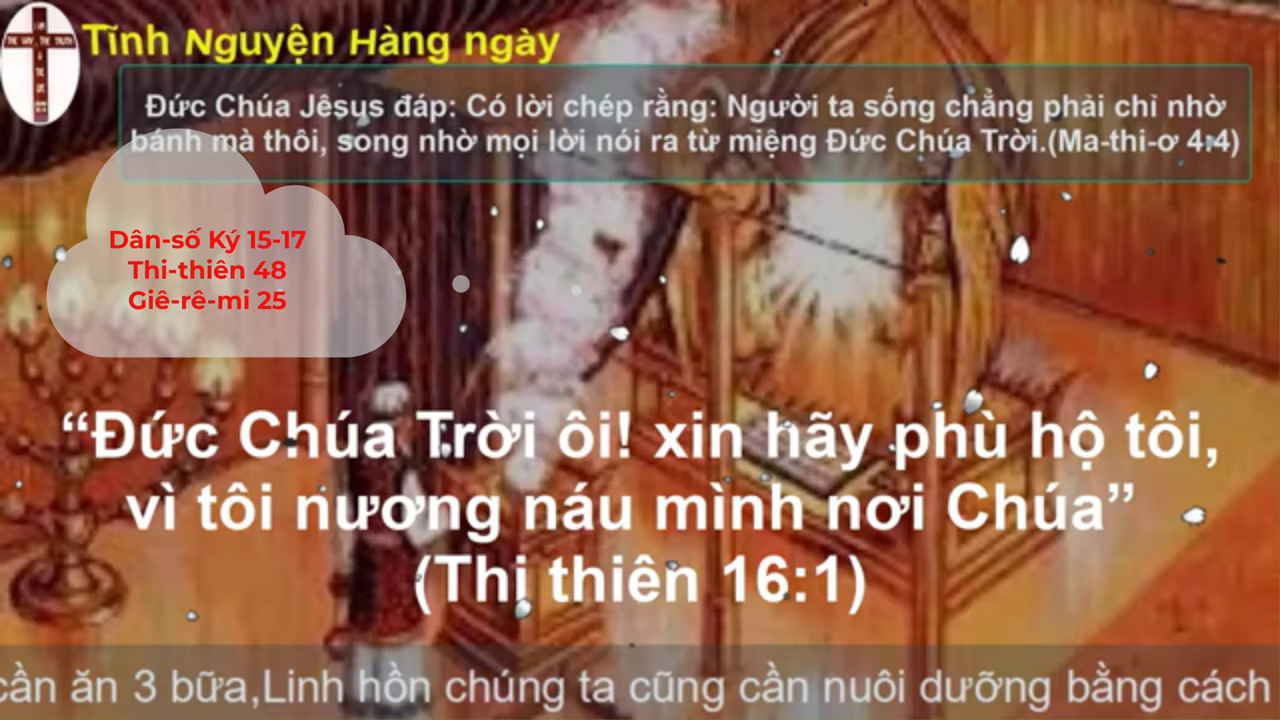 Tĩnh Nguyện Hàng ngày
Đức Chúa Jêsus đáp: Có lời chép rằng: Người ta sống chẳng phải chỉ nhờ
bánh mà thôi, song nhờ mọi lời nói ra từ miệng Đức Chúa Trời.(Ma-thi-ơ 4:4)
Dân-số Ký 15-17
Thi-thiên 48
Giê-rê-mi 25
“Đức Chúa Trời ôi! xin hãy phù hộ tôi,
vì tôi nương náu mình nơi Chúa”
(Thi thiên 16:1)
cần ăn 3 bữa,Linh hồn chúng ta cũng cần nuôi dưỡng bằng cách